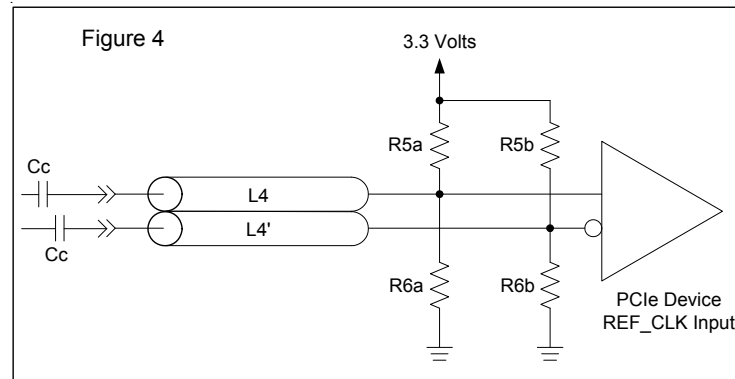 Figure 4
3.3 Volts
R5a
R5b
Cc
L4
L4'
Cc
R6a
R6b
PCIe Device
REF_CLK Input